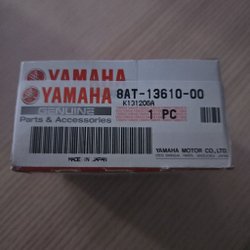 YAMAHA
YAMAHA 8AT-13610-00
K131206A
GENUINE
Parts & Accessories
1 PC
MADE IN JAPAN
YAMAHA MOTOR CO., LTD.